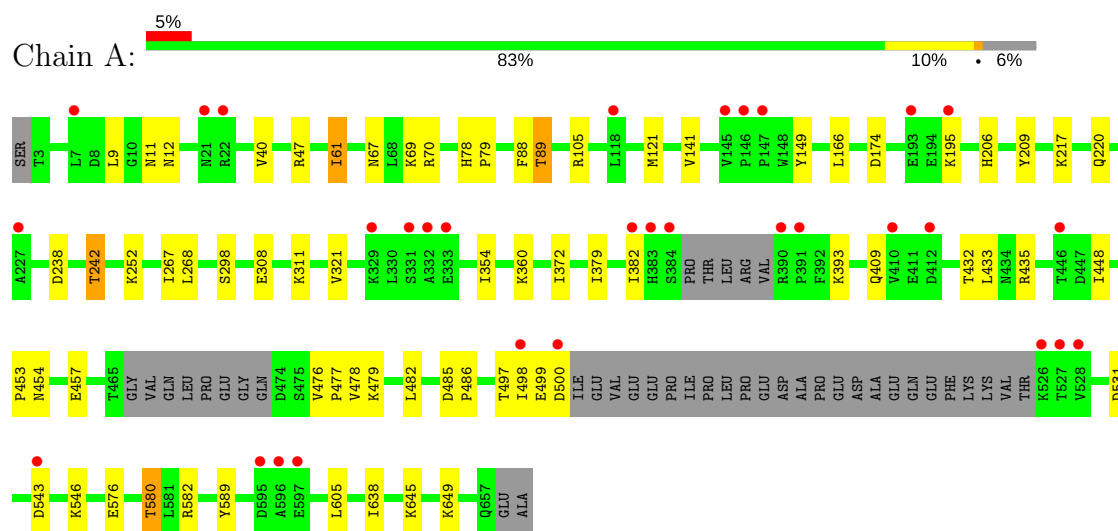 5%
Chain A:
83% 10% • 6%
SER T3 L7 D8 L9 G10 N11 N12 N21 R22 V40 R47 I61 N67 L68 K69 R70 H78 P79 F88 T89 R105 L118 M121 V141 V145 P146 P147 W148 Y149 L166 D174 E193 E194 K195 H206 Y209 K217 Q220
A227 D238 T242 K252 I267 L268 S298 E308 K311 V321 K329 L330 S331 A332 E333 I354 K360 I372 I379 I382 H383 S384 PRO THR LEU ARG VAL R390 P391 F392 K393 Q409 V410 E411 D412 T432 L433 N434 R435 T446 D447 I448
P453 N454 E457 T465 GLY VAL GLN LEU PRO GLU GLY GLN D474 S475 V476 P477 V478 K479 L482 D485 P486 T497 I498 E499 D500 ILE GLU VAL GLU GLU PRO ILE LEU PRO GLU ASP ALA PRO GLU ASP ALA GLU GLN GLU PHE LYS LYS VAL THR K526 T527 V528 D531
D543 K546 E576 T580 L581 R582 Y589 D595 A596 E597 L605 I638 K645 K649 Q657 GLU ALA